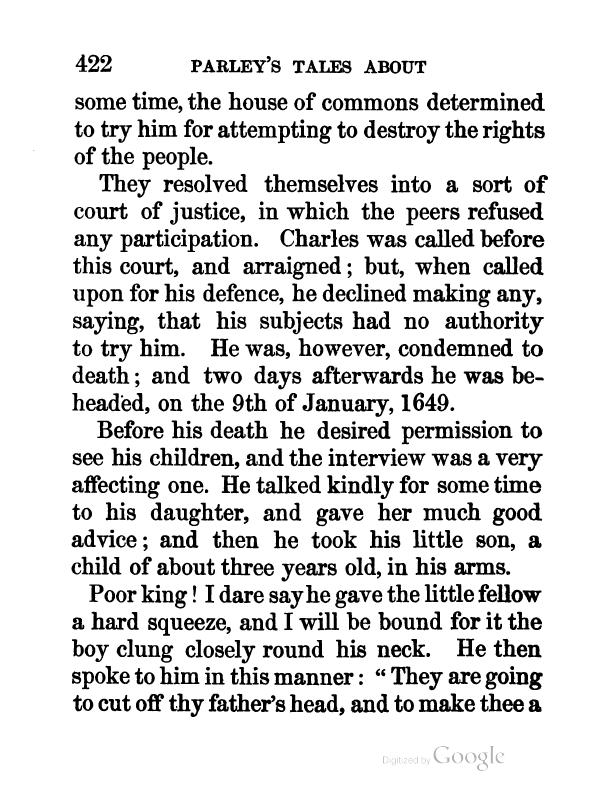 422 PARLEY'S TALES ABOUT
some time, the house of commons determined
to try him for attempting to destroy the rights
of the people.
They resolved themselves into a sort of
court of justice, in which the peers refused
any participation. Charles was called before
this court, and arraigned; but, when called
upon for his defence, he declined making any,
saying, that his subjects had no authority
to try him. He was, however, condemned to
death; and two days afterwards he was be-
headed, on the 9th of January, 1649.
Before his death he desired permission to
see his children, and the interview was a very
affecting one. He talked kindly for some time
to his daughter, and gave her much good
advice; and then he took his little son, a
child of about three years old, in his arms.
Poor king! I dare say he gave the little fellow
a hard squeeze, and I will be bound for it the
boy clung closely round his neck. He then
spoke to him in this manner: “They are going
to cut off thy father's head, and to make thee a
Digitized by Google